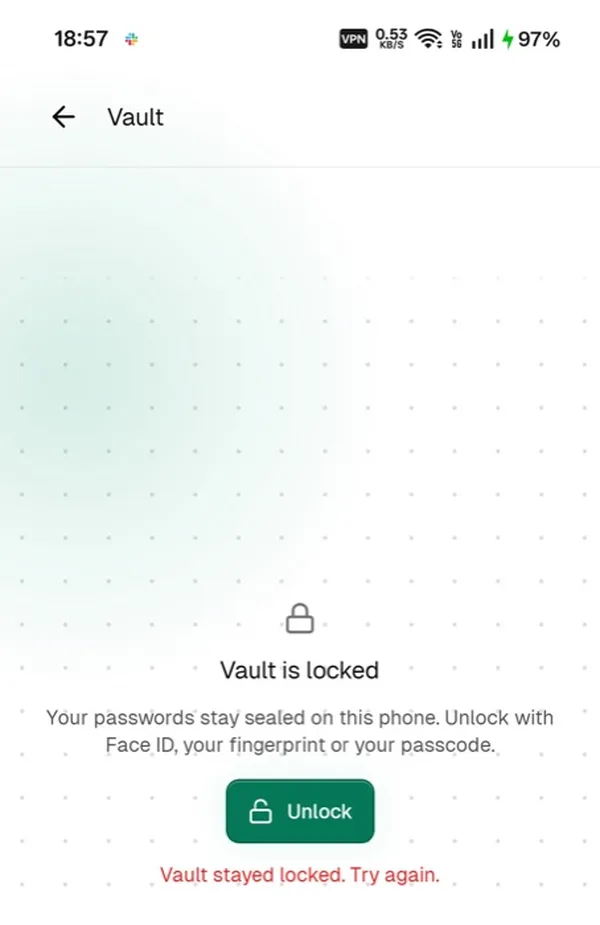 18:57
VPN 0.53 KB/S Vo 5G 97%
Vault
Vault is locked
Your passwords stay sealed on this phone. Unlock with
Face ID, your fingerprint or your passcode.
Unlock
Vault stayed locked. Try again.